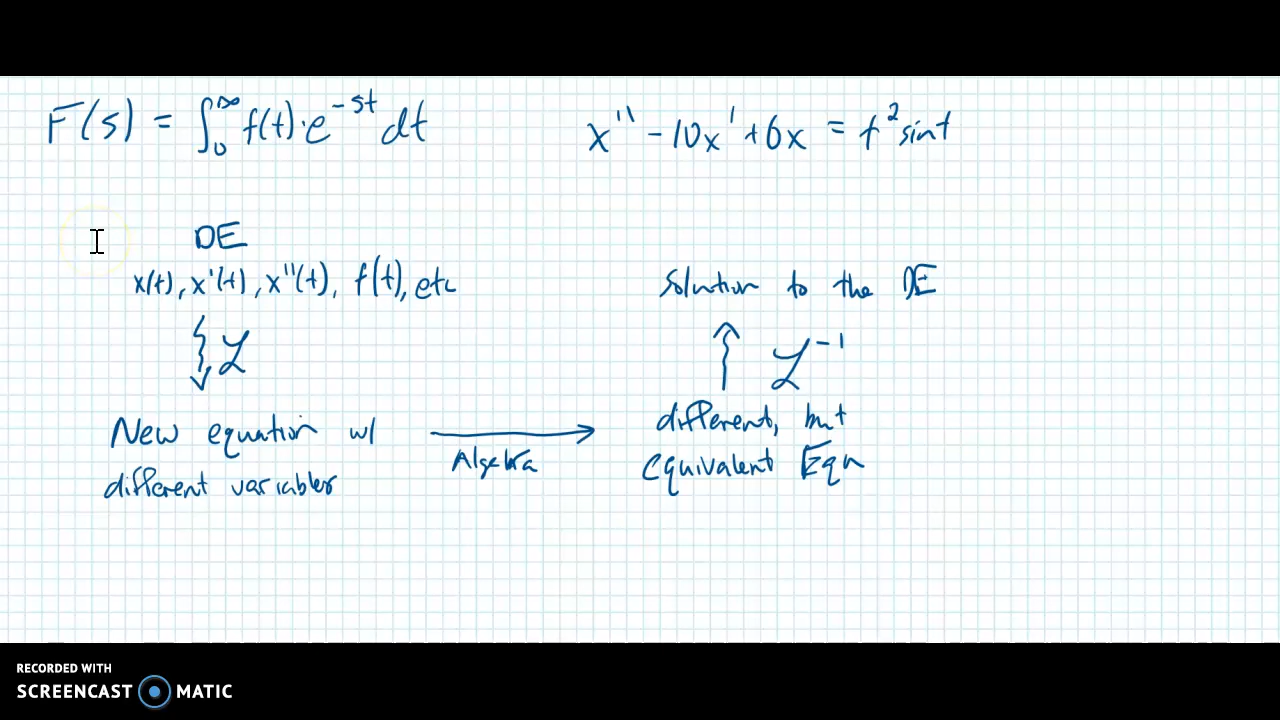 F(s) = ∫₀^∞ f(t)·e^{-st} dt
x'' - 10x' + 6x = t² sint
DE
x(t), x'(t), x''(t), f(t), etc
ℒ
New equation w/
different variables
Algebra
Solution to the DE
ℒ⁻¹
different, but
equivalent Eqn
RECORDED WITH
SCREENCAST MATIC